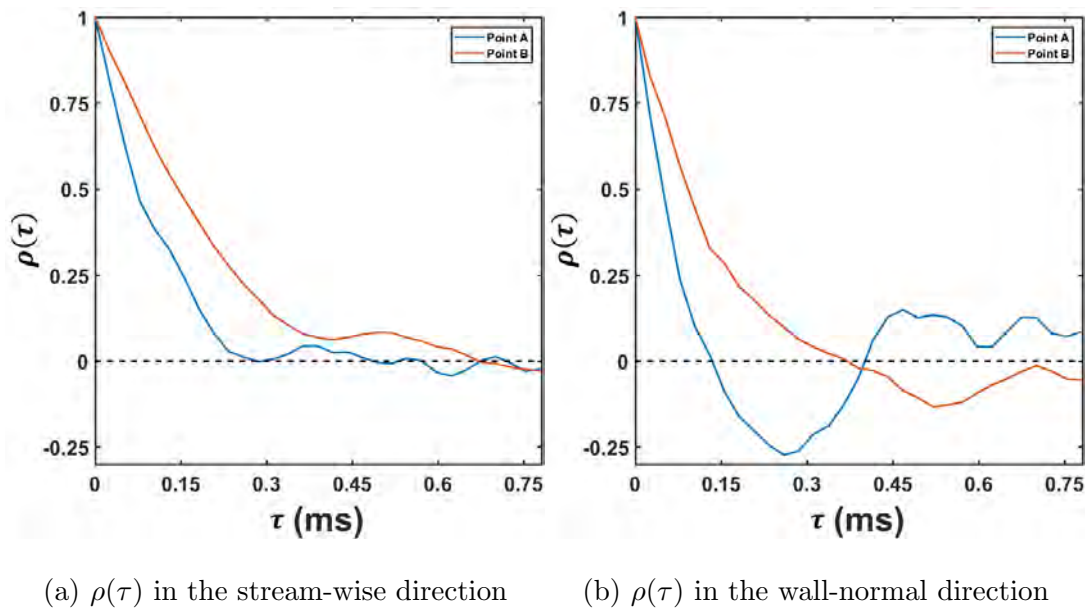 Point A
Point B
1
0.75
0.5
0.25
0
-0.25
ρ(τ)
0 0.15 0.3 0.45 0.6 0.75
τ (ms)
Point A
Point B
1
0.75
0.5
0.25
0
-0.25
ρ(τ)
0 0.15 0.3 0.45 0.6 0.75
τ (ms)
(a) ρ(τ) in the stream-wise direction
(b) ρ(τ) in the wall-normal direction